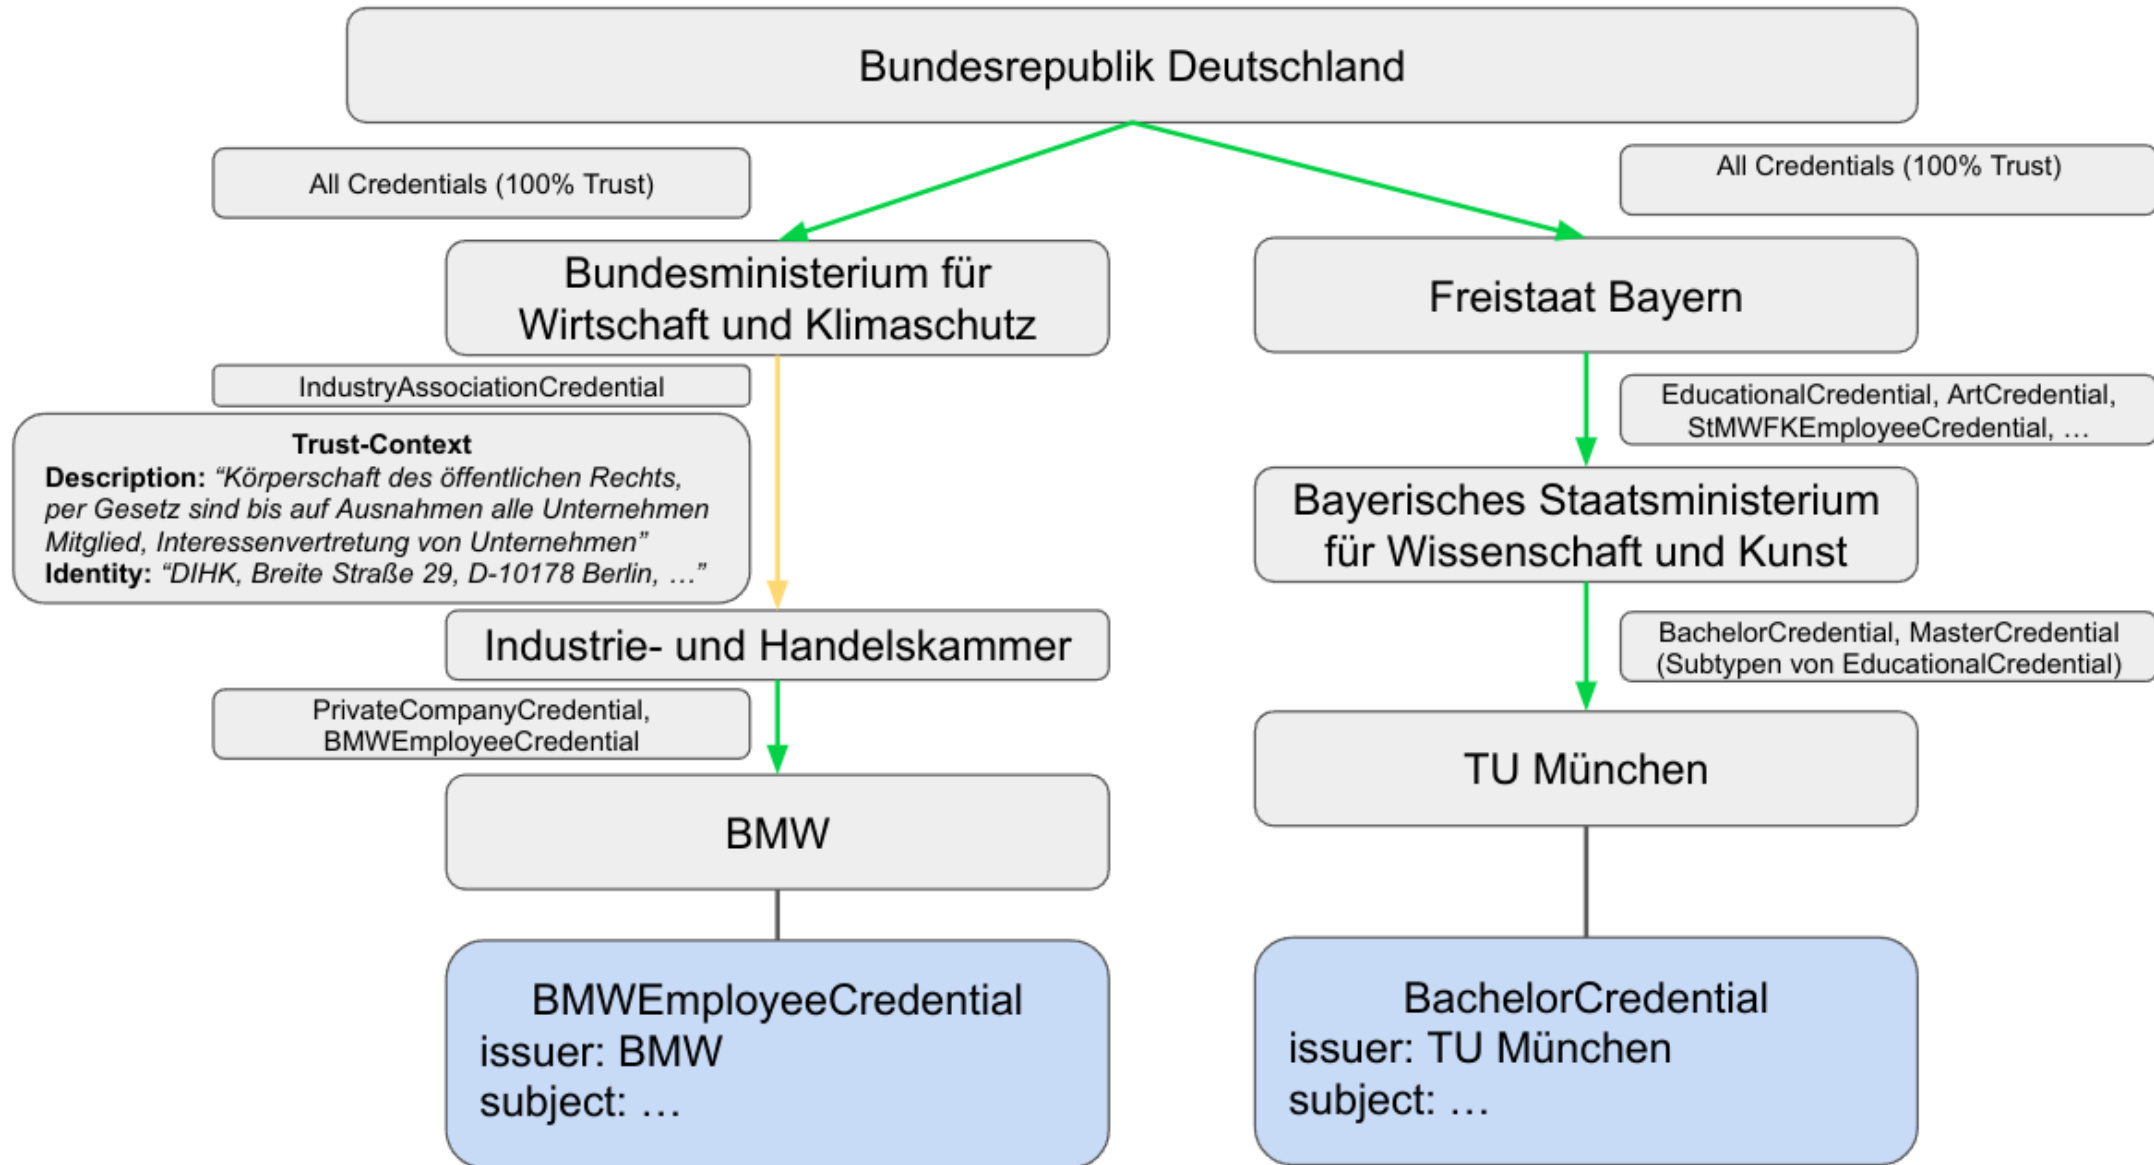 Bundesrepublik Deutschland
All Credentials (100% Trust)
All Credentials (100% Trust)
Bundesministerium für
Wirtschaft und Klimaschutz
Freistaat Bayern
IndustryAssociationCredential
EducationalCredential, ArtCredential,
StMWFKEmployeeCredential, …
Trust-Context
Description: “Körperschaft des öffentlichen Rechts,
per Gesetz sind bis auf Ausnahmen alle Unternehmen
Mitglied, Interessenvertretung von Unternehmen”
Identity: “DIHK, Breite Straße 29, D-10178 Berlin, …”
Bayerisches Staatsministerium
für Wissenschaft und Kunst
Industrie- und Handelskammer
BachelorCredential, MasterCredential
(Subtypen von EducationalCredential)
PrivateCompanyCredential,
BMWEmployeeCredential
TU München
BMW
BMWEmployeeCredential
issuer: BMW
subject: …
BachelorCredential
issuer: TU München
subject: …